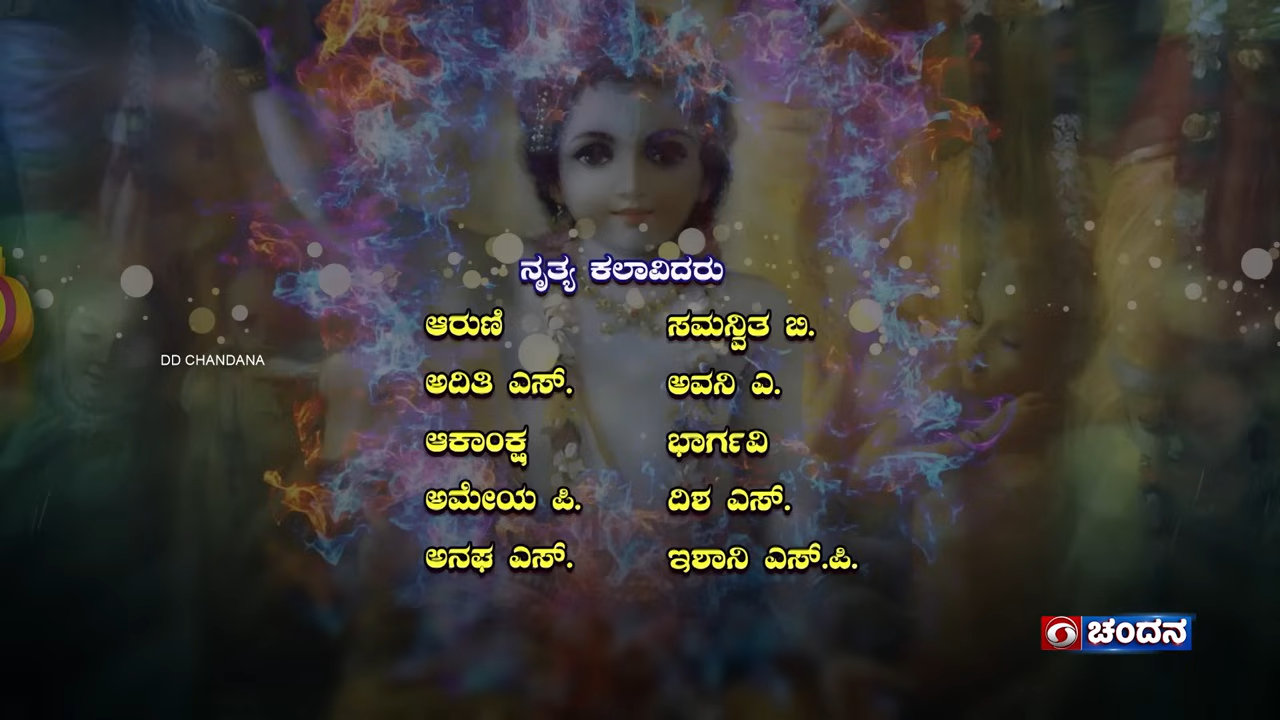 ನೃತ್ಯ ಕಲಾವಿದರು
ಆರುಣಿ ಸಮನ್ವಿತ ಬಿ.
DD CHANDANA
ಅದಿತಿ ಎಸ್. ಅವನಿ ಎ.
ಆಕಾಂಕ್ಷ ಭಾರ್ಗವಿ
ಅಮೇಯ ಪಿ. ದಿಶ ಎಸ್.
ಅನಘ ಎಸ್. ಇಶಾನಿ ಎಸ್.ಪಿ.
ಚಂದನ